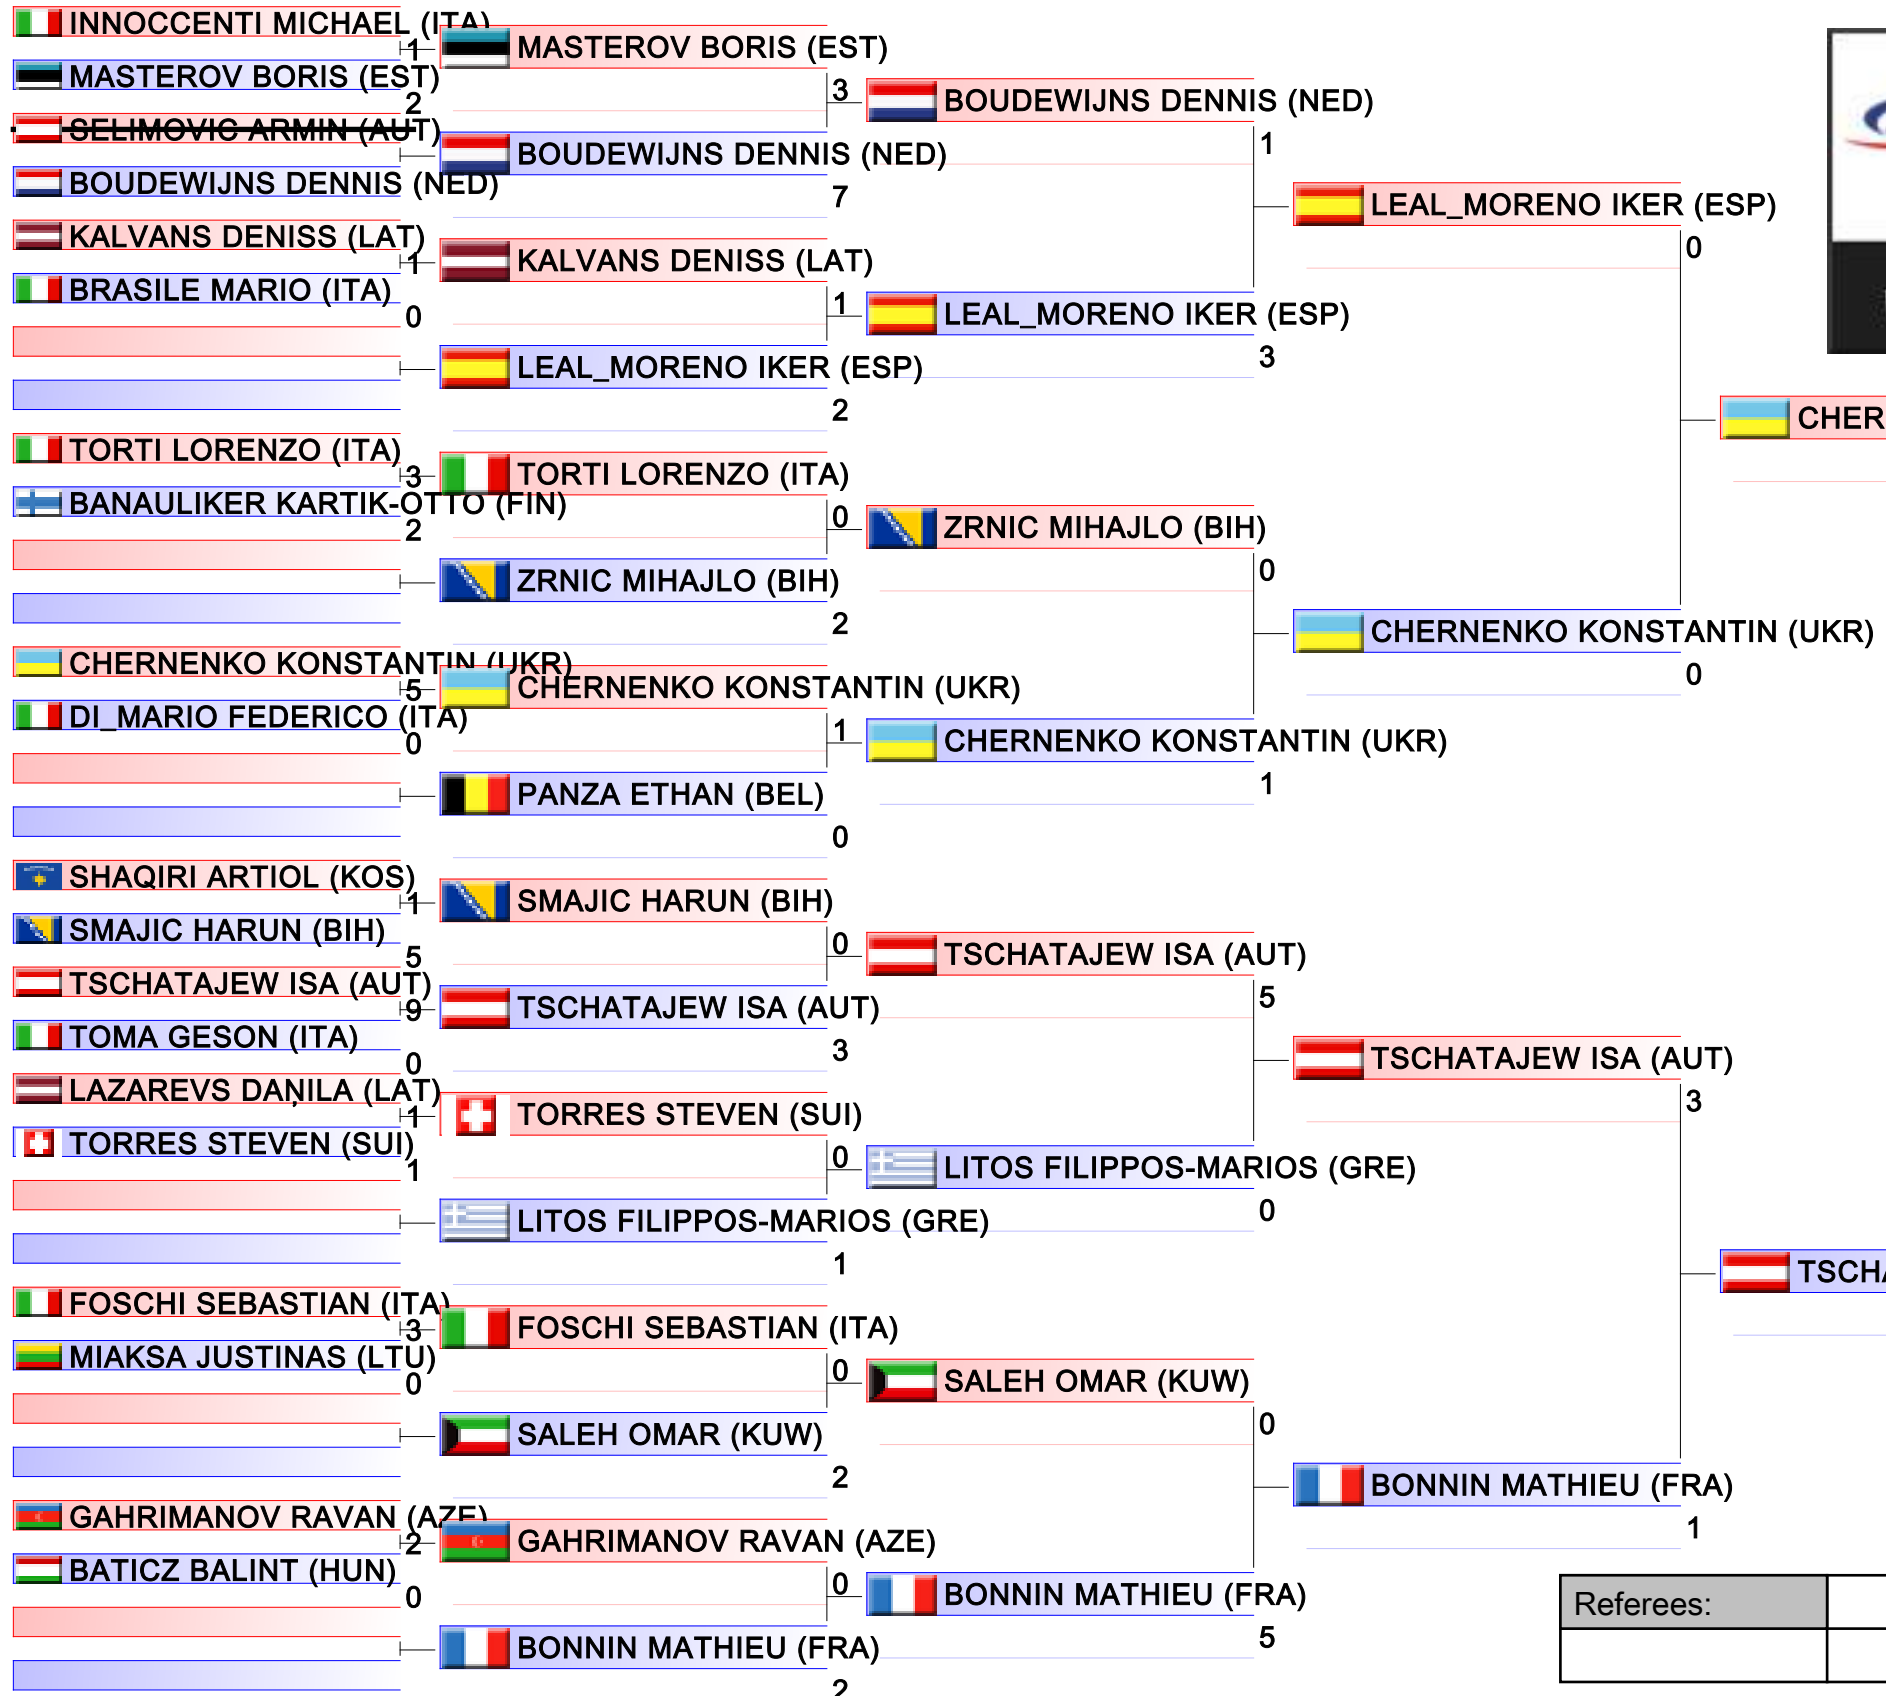 INNOCCENTI MICHAEL (ITA)
1
MASTEROV BORIS (EST)
2
SELIMOVIC ARMIN (AUT)
BOUDEWIJNS DENNIS (NED)
KALVANS DENISS (LAT)
1
BRASILE MARIO (ITA)
0
TORTI LORENZO (ITA)
3
BANAULIKER KARTIK-OTTO (FIN)
2
CHERNENKO KONSTANTIN (UKR)
5
DI_MARIO FEDERICO (ITA)
0
SHAQIRI ARTIOL (KOS)
1
SMAJIC HARUN (BIH)
5
TSCHATAJEW ISA (AUT)
9
TOMA GESON (ITA)
0
LAZAREVS DAŅILA (LAT)
1
TORRES STEVEN (SUI)
1
FOSCHI SEBASTIAN (ITA)
3
MIAKSA JUSTINAS (LTU)
0
GAHRIMANOV RAVAN (AZE)
2
BATICZ BALINT (HUN)
0
MASTEROV BORIS (EST)
3
BOUDEWIJNS DENNIS (NED)
7
KALVANS DENISS (LAT)
1
LEAL_MORENO IKER (ESP)
2
TORTI LORENZO (ITA)
0
ZRNIC MIHAJLO (BIH)
2
CHERNENKO KONSTANTIN (UKR)
1
PANZA ETHAN (BEL)
0
SMAJIC HARUN (BIH)
0
TSCHATAJEW ISA (AUT)
3
TORRES STEVEN (SUI)
0
LITOS FILIPPOS-MARIOS (GRE)
1
FOSCHI SEBASTIAN (ITA)
0
SALEH OMAR (KUW)
2
GAHRIMANOV RAVAN (AZE)
0
BONNIN MATHIEU (FRA)
2
BOUDEWIJNS DENNIS (NED)
1
LEAL_MORENO IKER (ESP)
3
ZRNIC MIHAJLO (BIH)
0
CHERNENKO KONSTANTIN (UKR)
1
TSCHATAJEW ISA (AUT)
5
LITOS FILIPPOS-MARIOS (GRE)
0
SALEH OMAR (KUW)
0
BONNIN MATHIEU (FRA)
5
LEAL_MORENO IKER (ESP)
0
CHERNENKO KONSTANTIN (UKR)
0
TSCHATAJEW ISA (AUT)
3
BONNIN MATHIEU (FRA)
1
CHER
TSCHA
Referees: